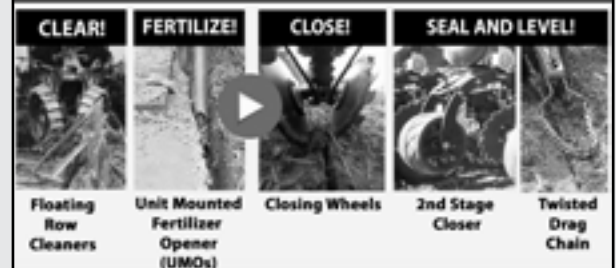 CLEAR!
FERTILIZE!
CLOSE!
SEAL AND LEVEL!
Floating
Row
Cleaners
Unit Mounted
Fertilizer
Opener
(UMOs)
Closing Wheels
2nd Stage
Closer
Twisted
Drag
Chain